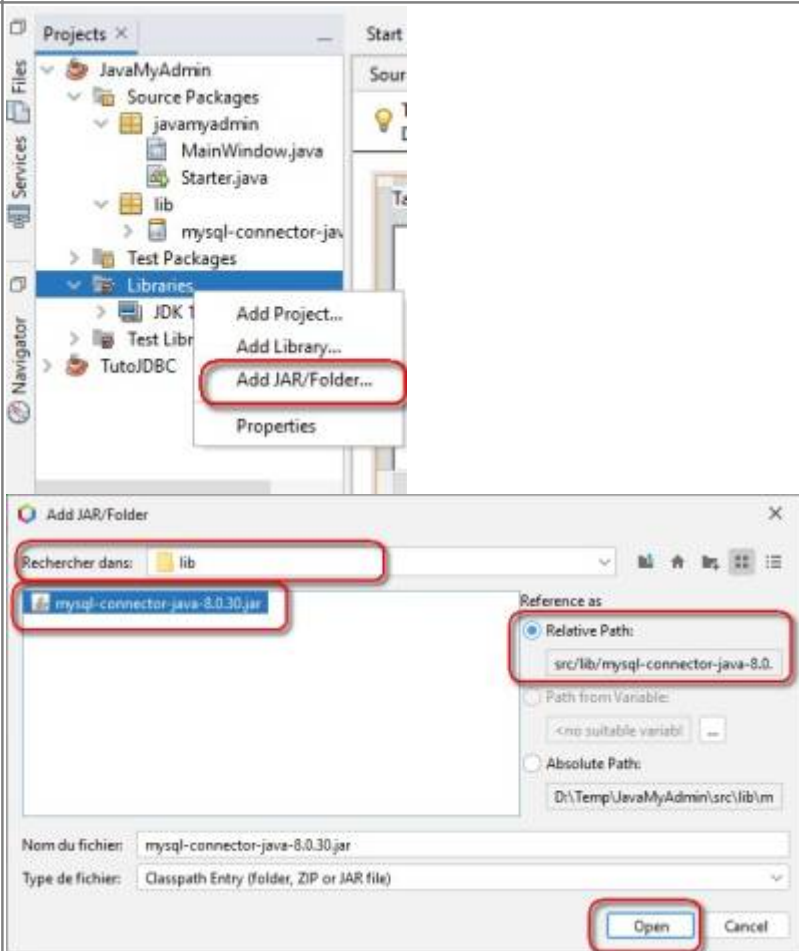 Projects ×
Start
Files
JavaMyAdmin
Sour
Source Packages
javamyadmin
MainWindow.java
Services
Starter.java
lib
mysql-connector-jav
Test Packages
Libraries
JDK 1
Add Project...
Navigator
Test Libr
Add Library...
TutoJDBC
Add JAR/Folder...
Properties
Add JAR/Folder
Rechercher dans: lib
mysql-connector-java-8.0.30.jar
Reference as
Relative Path:
src/lib/mysql-connector-java-8.0.
Path from Variable:
<no suitable variabl ...
Absolute Path:
D:\Temp\JavaMyAdmin\src\lib\m
Nom du fichier: mysql-connector-java-8.0.30.jar
Type de fichier: Classpath Entry (folder, ZIP or JAR file)
Open Cancel